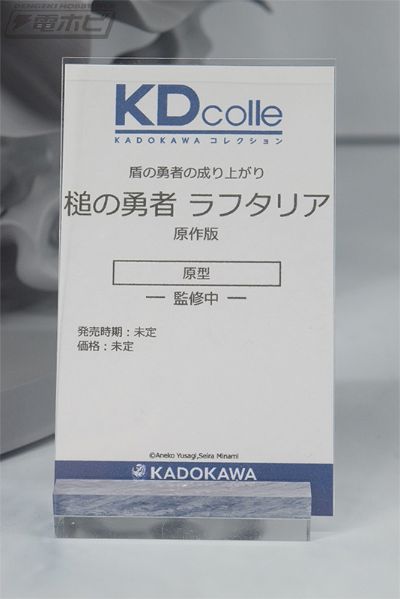 DENGEKI HOBBY
電ホビ
KDcolle
KADOKAWA コレクション
盾の勇者の成り上がり
槌の勇者 ラフタリア
原作版
原型
― 監修中 ―
発売時期：未定
価格：未定
©Aneko Yusagi,Seira Minami
KADOKAWA